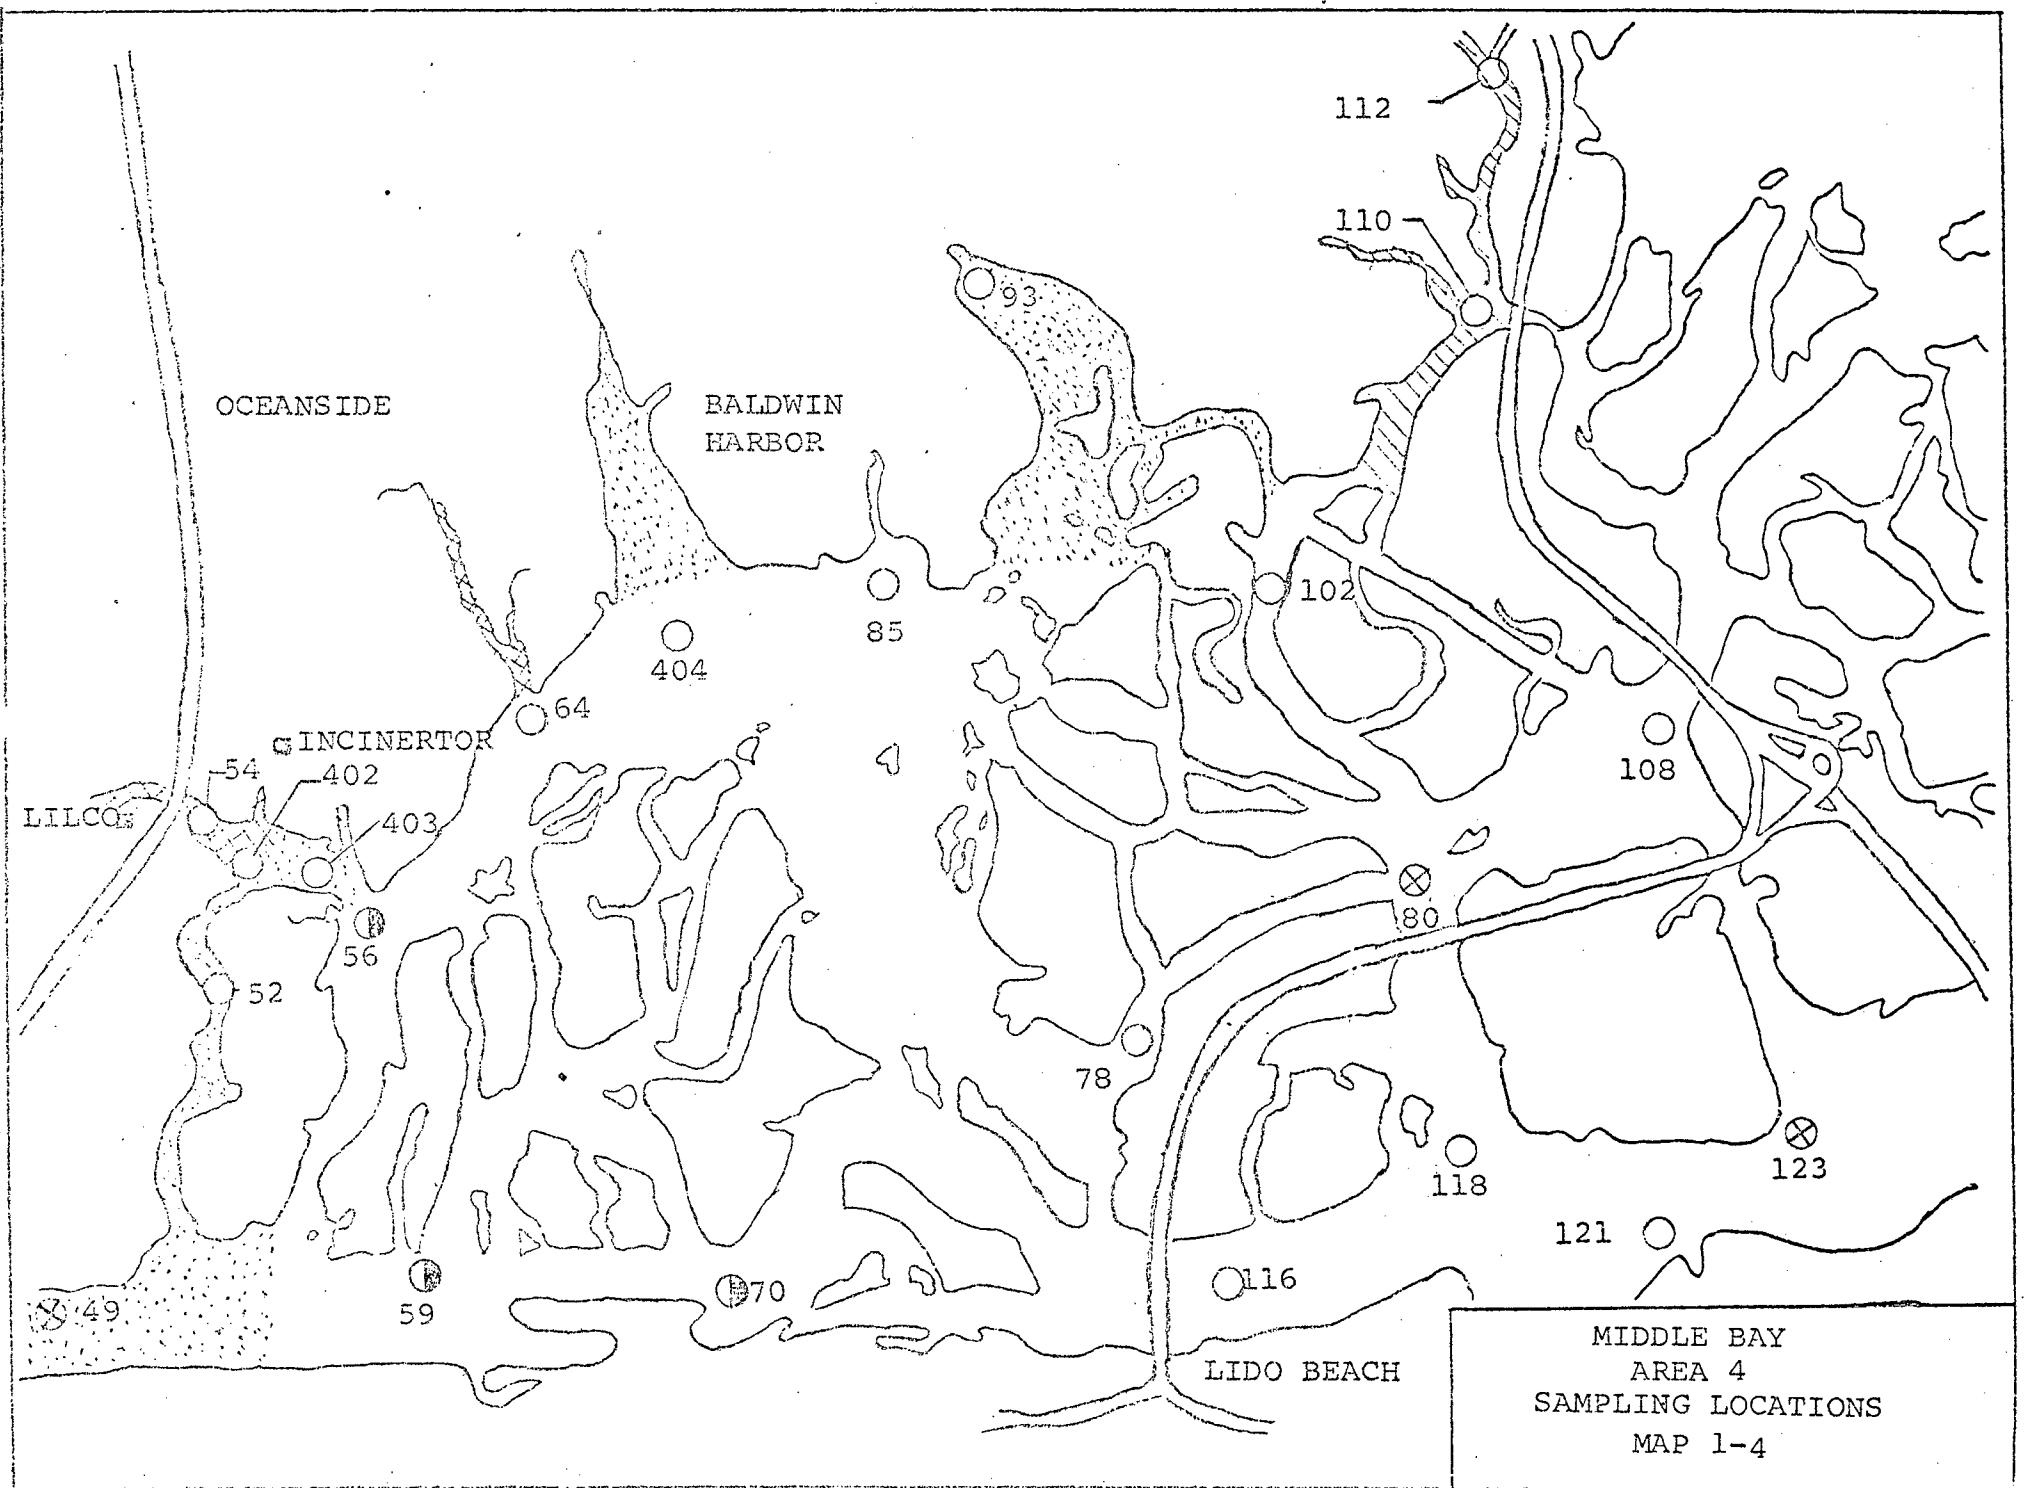 112
110
93
OCEANSIDE
BALDWIN
HARBOR
102
85
404
64
INCINERTOR
54
402
108
LILCO
403
80
56
52
78
118
123
121
49
59
70
116
LIDO BEACH
MIDDLE BAY
AREA 4
SAMPLING LOCATIONS
MAP 1-4